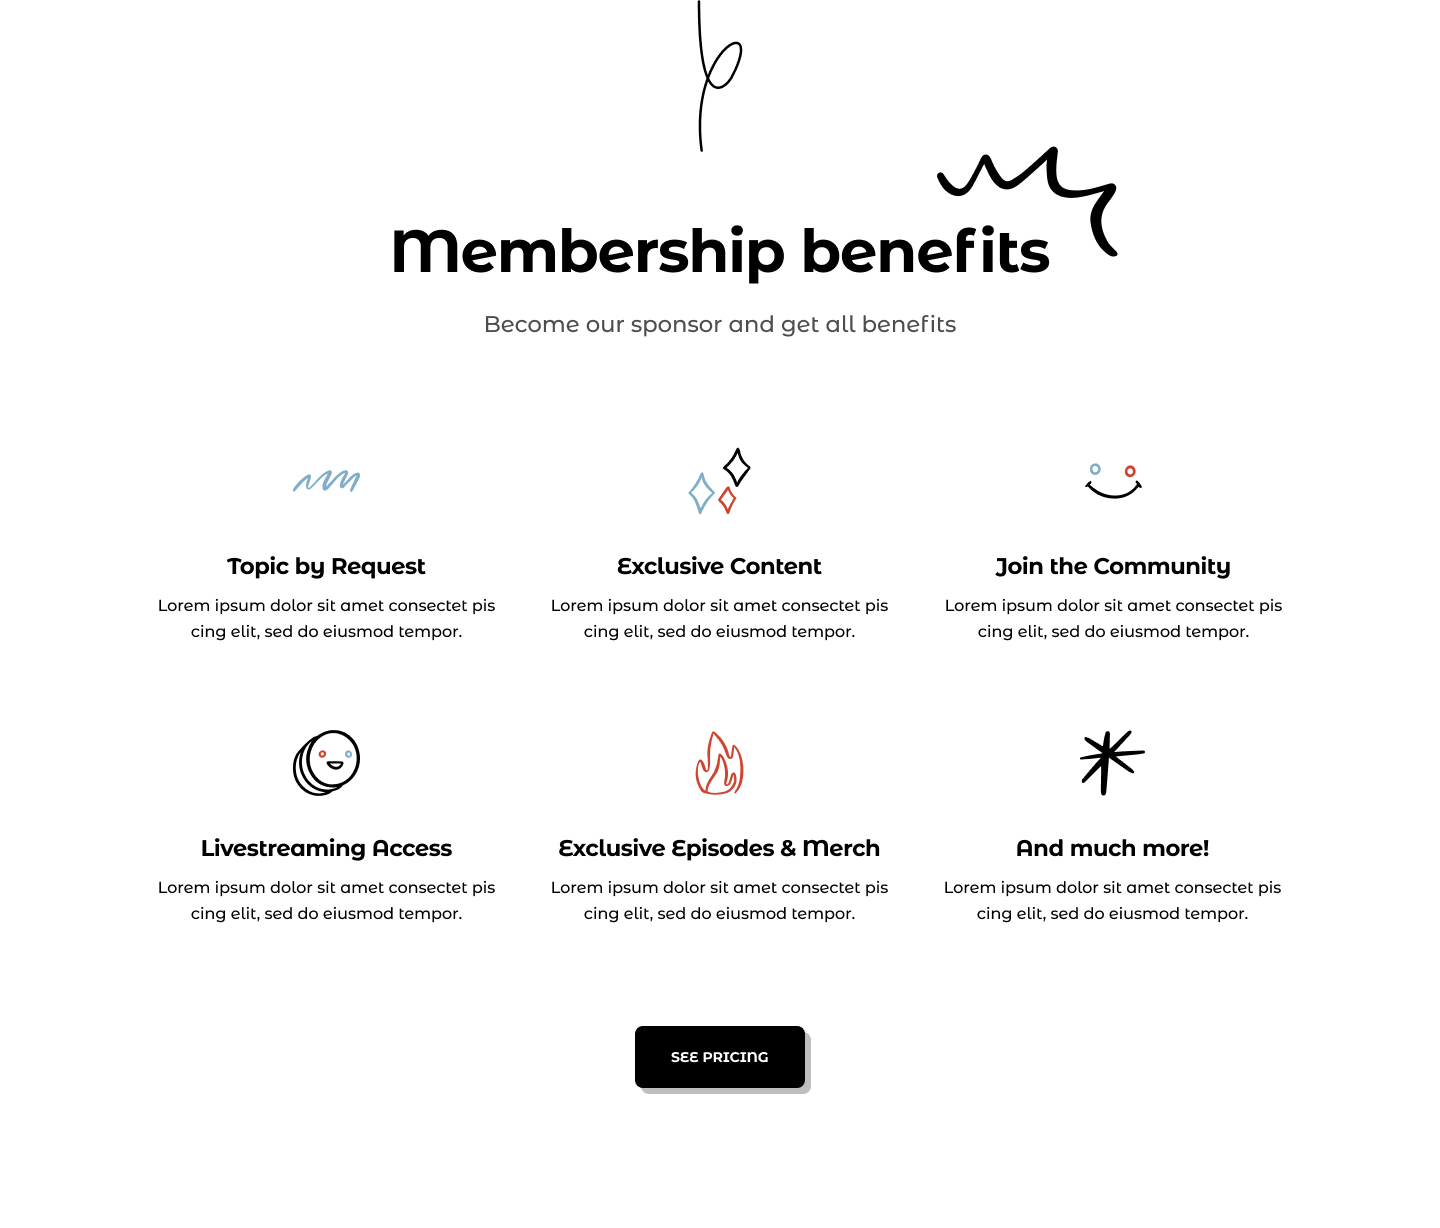 Membership benefits
Become our sponsor and get all benefits
Topic by Request
Lorem ipsum dolor sit amet consectet pis
cing elit, sed do eiusmod tempor.
Exclusive Content
Lorem ipsum dolor sit amet consectet pis
cing elit, sed do eiusmod tempor.
Join the Community
Lorem ipsum dolor sit amet consectet pis
cing elit, sed do eiusmod tempor.
Livestreaming Access
Lorem ipsum dolor sit amet consectet pis
cing elit, sed do eiusmod tempor.
Exclusive Episodes & Merch
Lorem ipsum dolor sit amet consectet pis
cing elit, sed do eiusmod tempor.
And much more!
Lorem ipsum dolor sit amet consectet pis
cing elit, sed do eiusmod tempor.
SEE PRICING